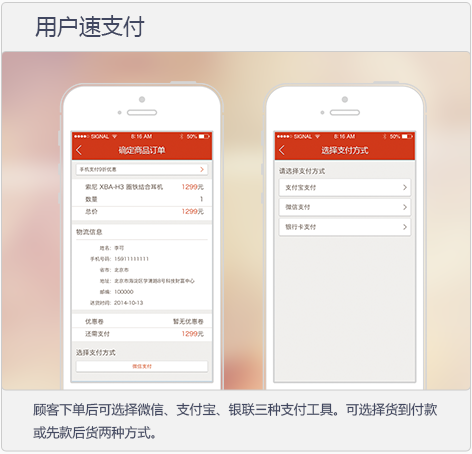 用户速支付
SIGNAL 8:16 AM 50%
确定商品订单
手机支付9折优惠
索尼 XBA-H3 圈铁结合耳机 1299元
数量 1
总价 1299元
物流信息
姓名: 李可
手机号码: 15911111111
省市: 北京市
地址: 北京市海淀区学清路8号科技财富中心
邮编: 100000
送货时间: 2014-10-13
优惠卷 暂无优惠卷
还需支付 1299元
选择支付方式
微信支付
SIGNAL 8:16 AM 50%
选择支付方式
请选择支付方式
支付宝支付
微信支付
银行卡支付
顾客下单后可选择微信、支付宝、银联三种支付工具。可选择货到付款
或先款后货两种方式。